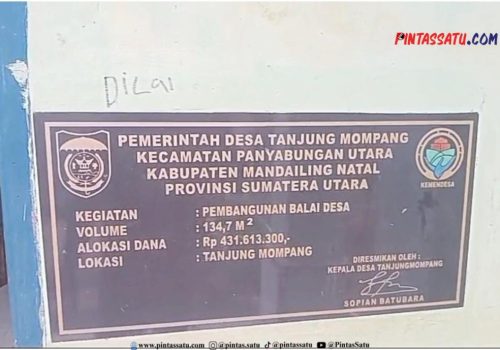 PINTASSATU.COM
DiLai
PEMERINTAH DESA TANJUNG MOMPANG
KECAMATAN PANYABUNGAN UTARA
KABUPATEN MANDAILING NATAL
PROVINSI SUMATERA UTARA
KEMENDESA
KEGIATAN : PEMBANGUNAN BALAI DESA
VOLUME : 134,7 M²
ALOKASI DANA : Rp 431.613.300,-
LOKASI : TANJUNG MOMPANG
DIRESMIKAN OLEH :
KEPALA DESA TANJUNGMOMPANG
SOPIAN BATUBARA
www.pintassatu.com @pintas.satu @pintassatu @PintasSatu